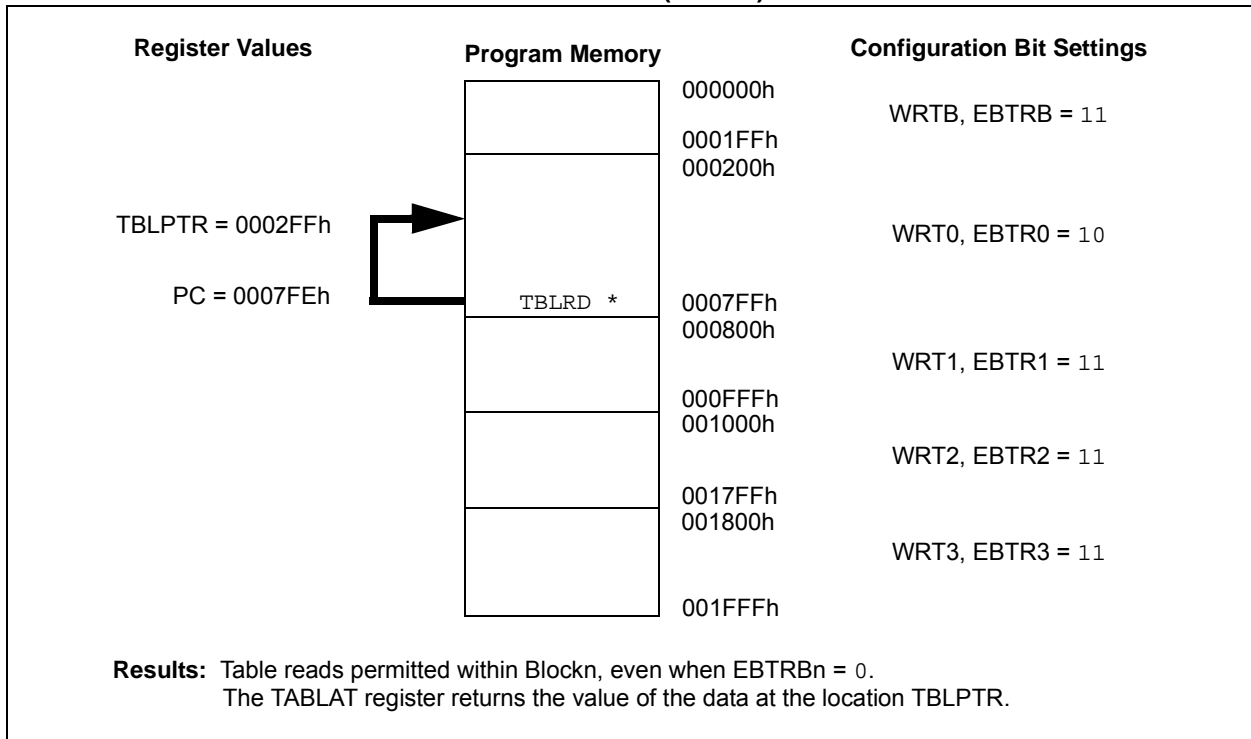 Register Values
Program Memory
Configuration Bit Settings
000000h
WRTB, EBTRB = 11
0001FFh
000200h
TBLPTR = 0002FFh
WRT0, EBTR0 = 10
PC = 0007FEh
TBLRD *
0007FFh
000800h
WRT1, EBTR1 = 11
000FFFh
001000h
WRT2, EBTR2 = 11
0017FFh
001800h
WRT3, EBTR3 = 11
001FFFh
Results: Table reads permitted within Blockn, even when EBTRBn = 0.
The TABLAT register returns the value of the data at the location TBLPTR.